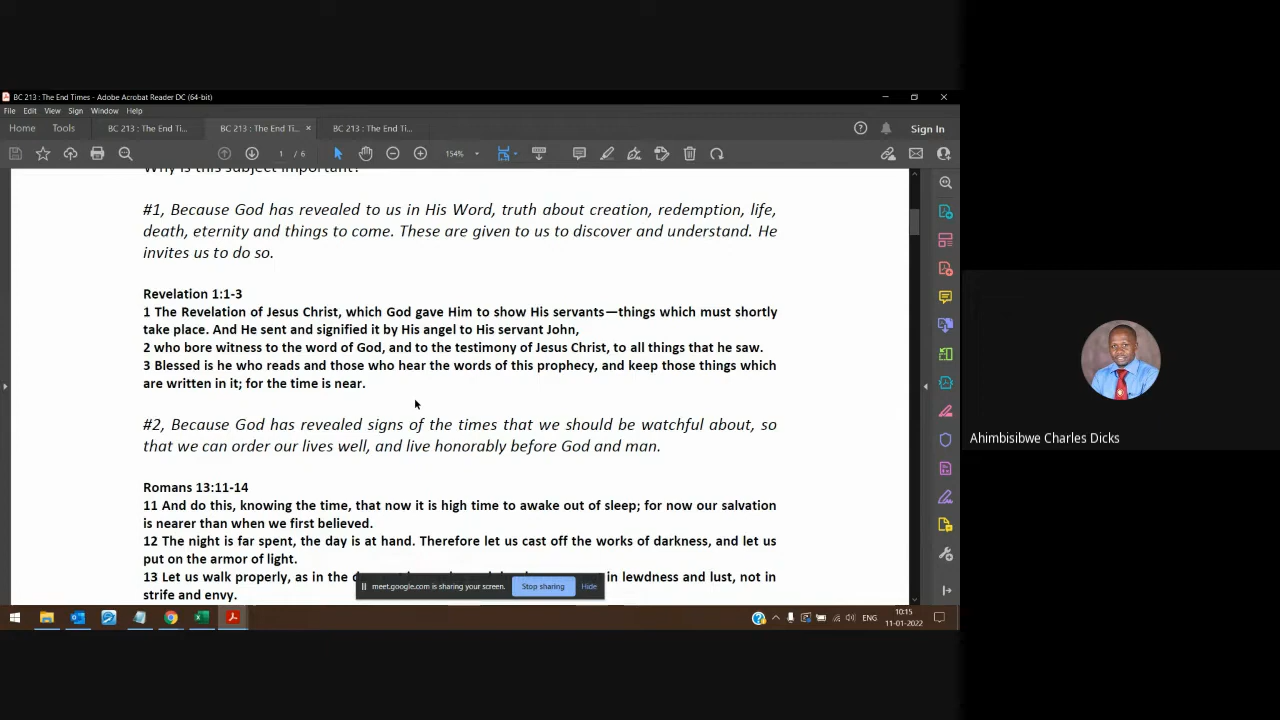 BC 213 : The End Times - Adobe Acrobat Reader DC (64-bit)
File Edit View Sign Window Help
Home Tools BC 213 : The End Ti... BC 213 : The End Ti... × BC 213 : The End Ti... Sign In
1 / 6 154%
Why is this subject important?
#1, Because God has revealed to us in His Word, truth about creation, redemption, life,
death, eternity and things to come. These are given to us to discover and understand. He
invites us to do so.
Revelation 1:1-3
1 The Revelation of Jesus Christ, which God gave Him to show His servants—things which must shortly
take place. And He sent and signified it by His angel to His servant John,
2 who bore witness to the word of God, and to the testimony of Jesus Christ, to all things that he saw.
3 Blessed is he who reads and those who hear the words of this prophecy, and keep those things which
are written in it; for the time is near.
#2, Because God has revealed signs of the times that we should be watchful about, so
that we can order our lives well, and live honorably before God and man.
Romans 13:11-14
11 And do this, knowing the time, that now it is high time to awake out of sleep; for now our salvation
is nearer than when we first believed.
12 The night is far spent, the day is at hand. Therefore let us cast off the works of darkness, and let us
put on the armor of light.
13 Let us walk properly, as in the in lewdness and lust, not in
strife and envy.
meet.google.com is sharing your screen. Stop sharing Hide
ENG 10:15
11-01-2022
Ahimbisibwe Charles Dicks